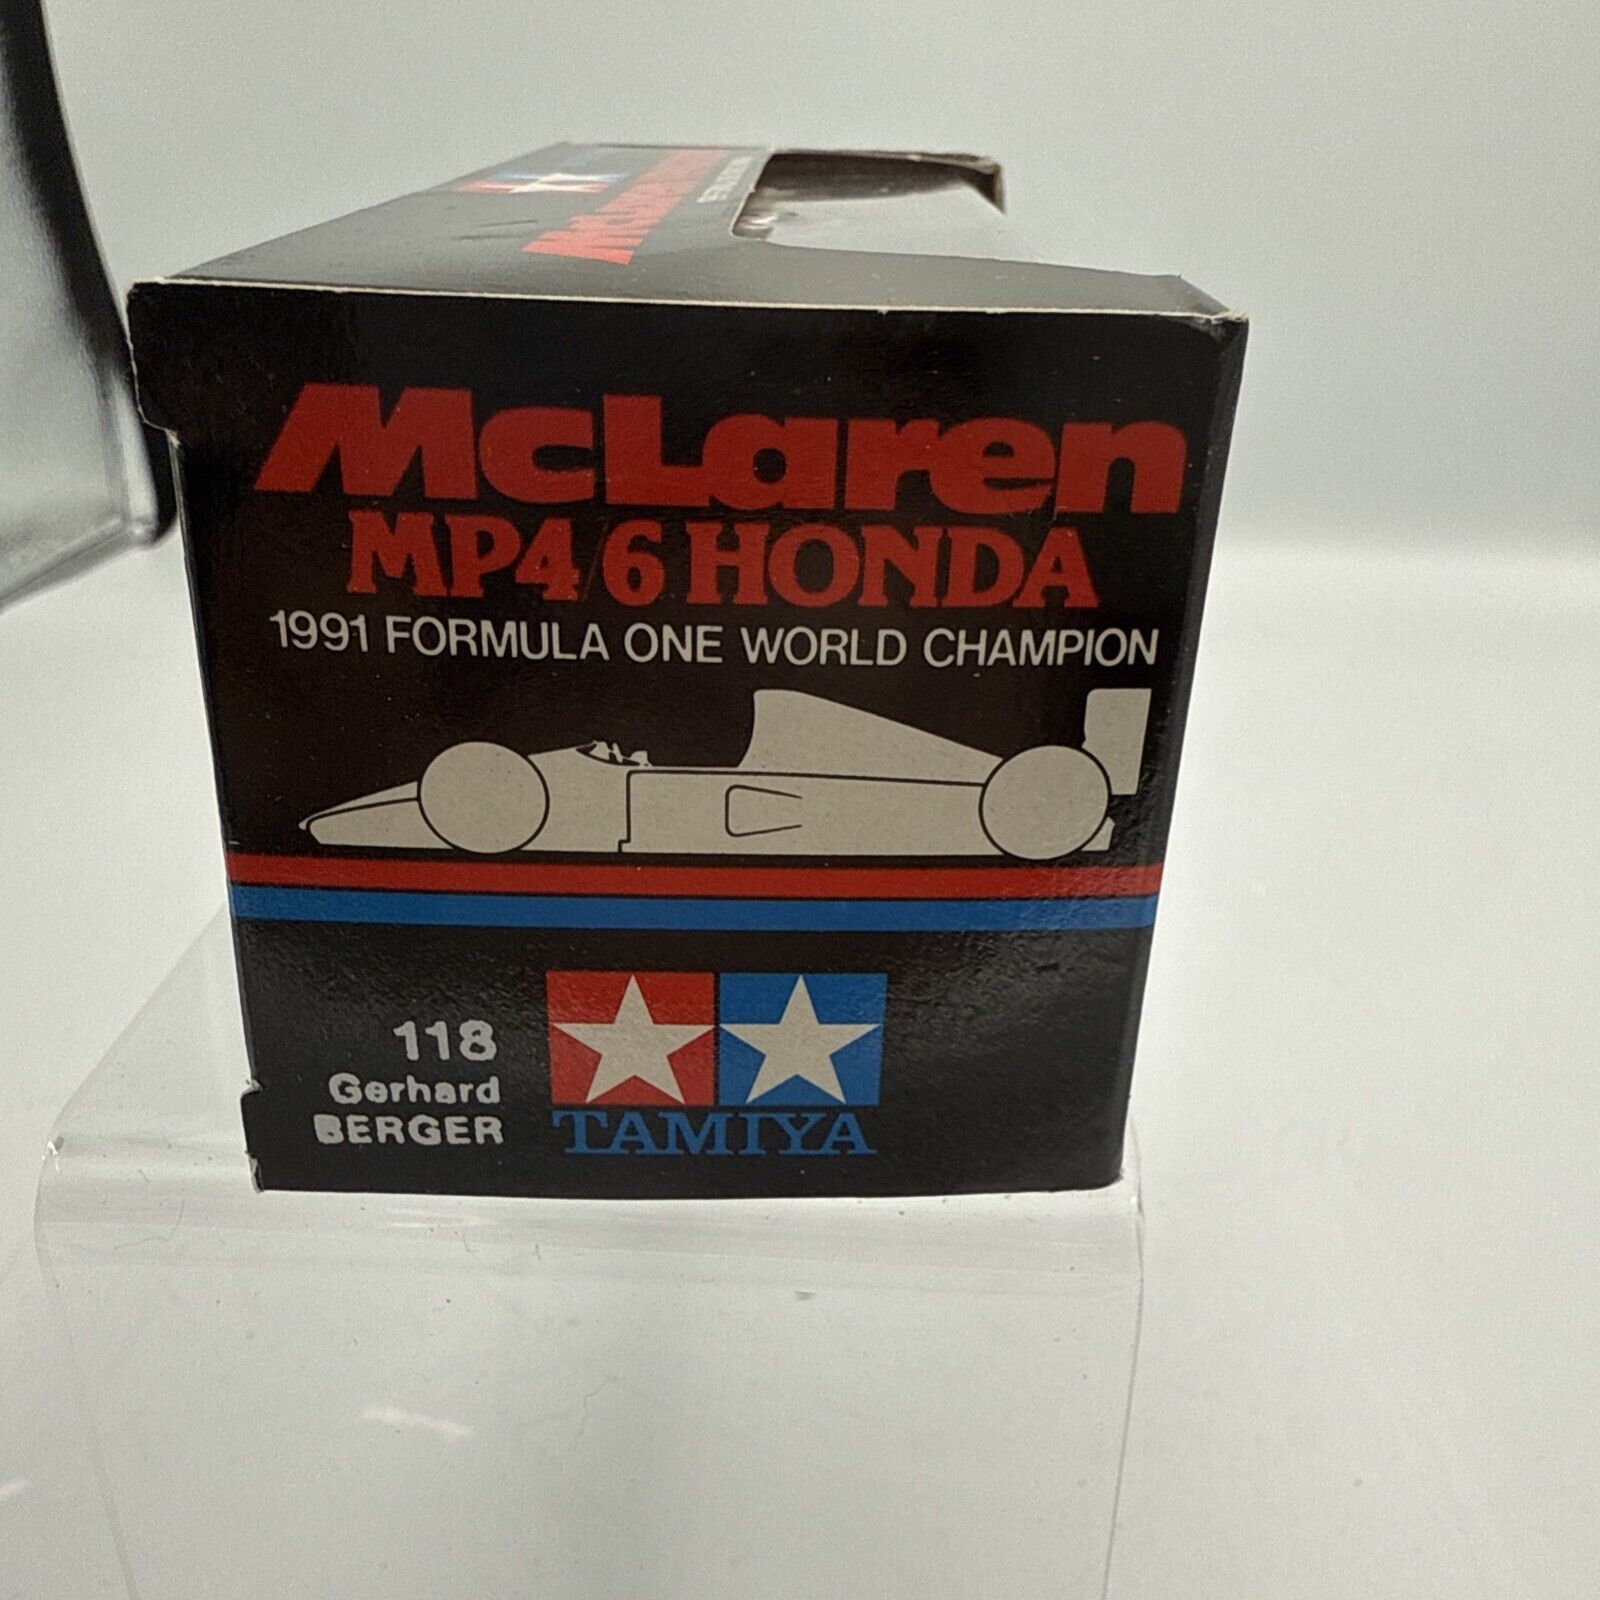 McLaren
MP4/6 HONDA
1991 FORMULA ONE WORLD CHAMPION
118
Gerhard
BERGER
TAMIYA